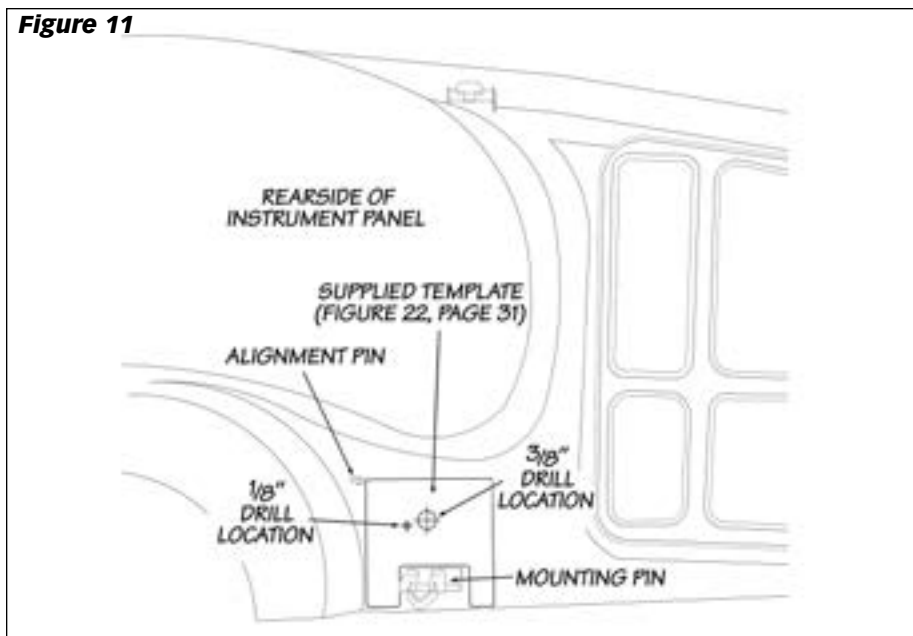 Figure 11
REARSIDE OF
INSTRUMENT PANEL
SUPPLIED TEMPLATE
(FIGURE 22, PAGE 31)
ALIGNMENT PIN
1/8"
DRILL
LOCATION
3/8"
DRILL
LOCATION
MOUNTING PIN